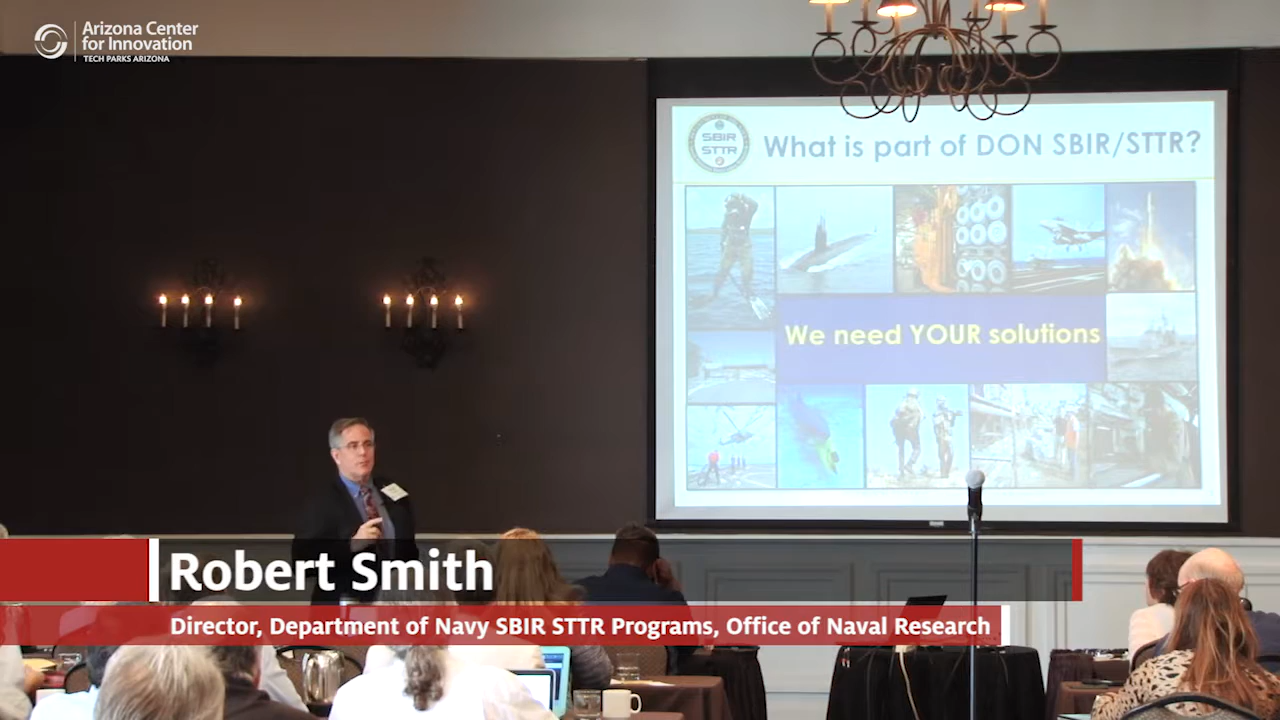 Arizona Center
for Innovation
TECH PARKS ARIZONA
SBIR
STTR
What is part of DON SBIR/STTR?
We need YOUR solutions
Robert Smith
Director, Department of Navy SBIR STTR Programs, Office of Naval Research